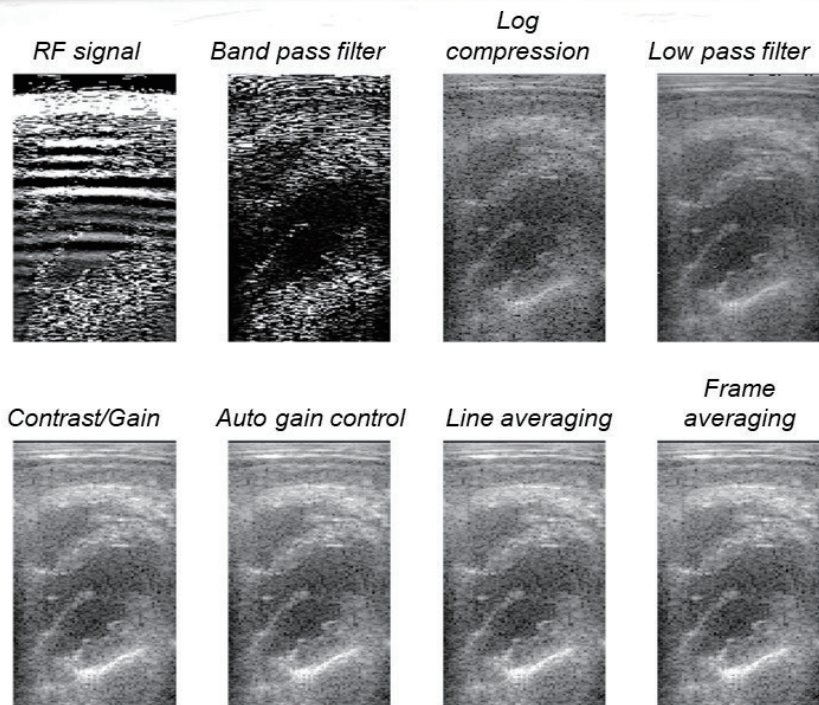 RF signal
Band pass filter
Log
compression
Low pass filter
Contrast/Gain
Auto gain control
Line averaging
Frame
averaging